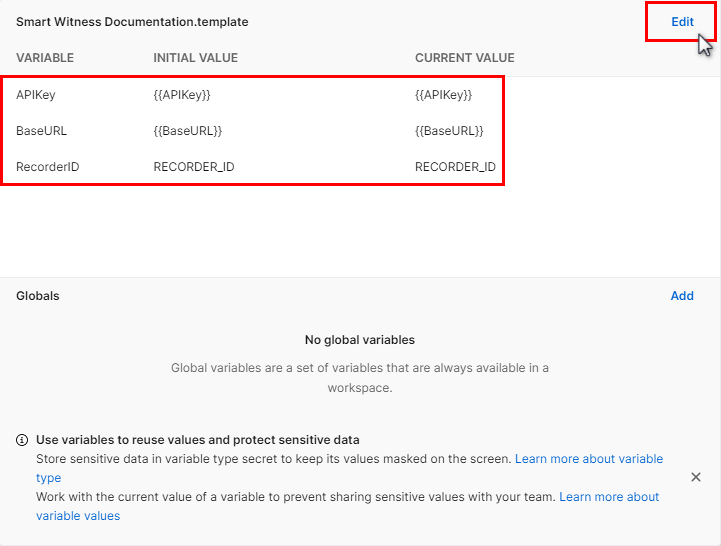 Smart Witness Documentation.template Edit
VARIABLE INITIAL VALUE CURRENT VALUE
APIKey {{APIKey}} {{APIKey}}
BaseURL {{BaseURL}} {{BaseURL}}
RecorderID RECORDER_ID RECORDER_ID
Globals Add
No global variables
Global variables are a set of variables that are always available in a
workspace.
Use variables to reuse values and protect sensitive data
Store sensitive data in variable type secret to keep its values masked on the screen. Learn more about variable
type
Work with the current value of a variable to prevent sharing sensitive values with your team. Learn more about
variable values